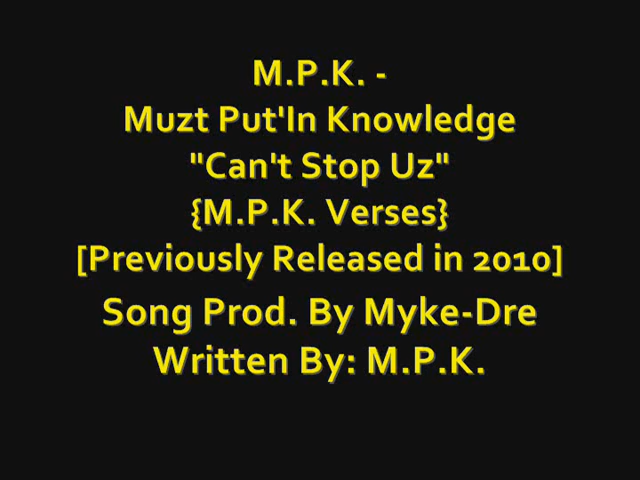 M.P.K. -
Muzt Put'In Knowledge
"Can't Stop Uz"
{M.P.K. Verses}
[Previously Released in 2010]
Song Prod. By Myke-Dre
Written By: M.P.K.